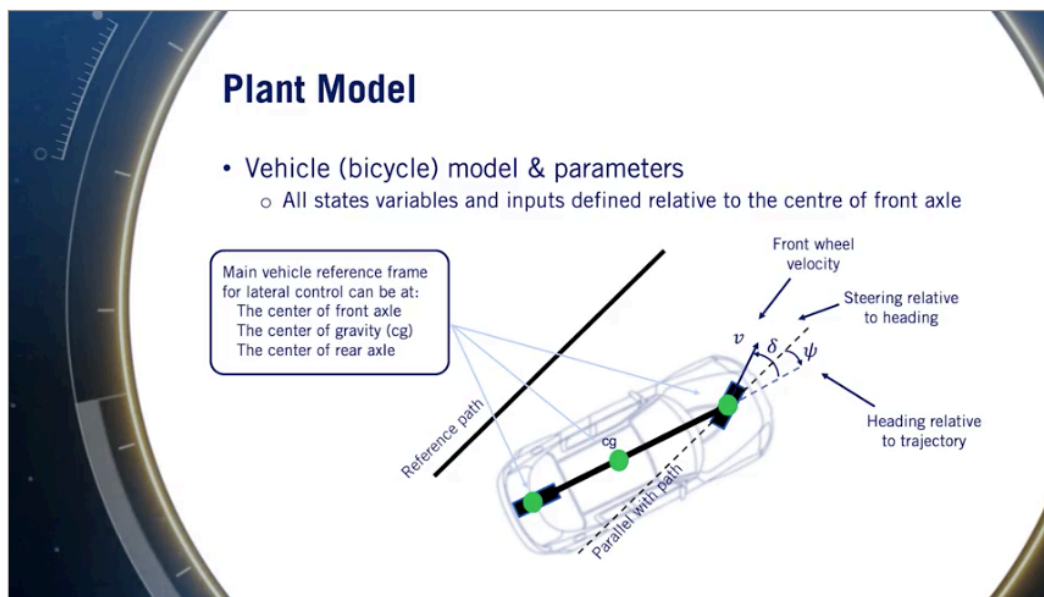 Plant Model
• Vehicle (bicycle) model & parameters
o All states variables and inputs defined relative to the centre of front axle
Main vehicle reference frame
for lateral control can be at:
The center of front axle
The center of gravity (cg)
The center of rear axle
Front wheel
velocity
Steering relative
to heading
v
δ
ψ
Heading relative
to trajectory
Reference path
cg
Parallel with path